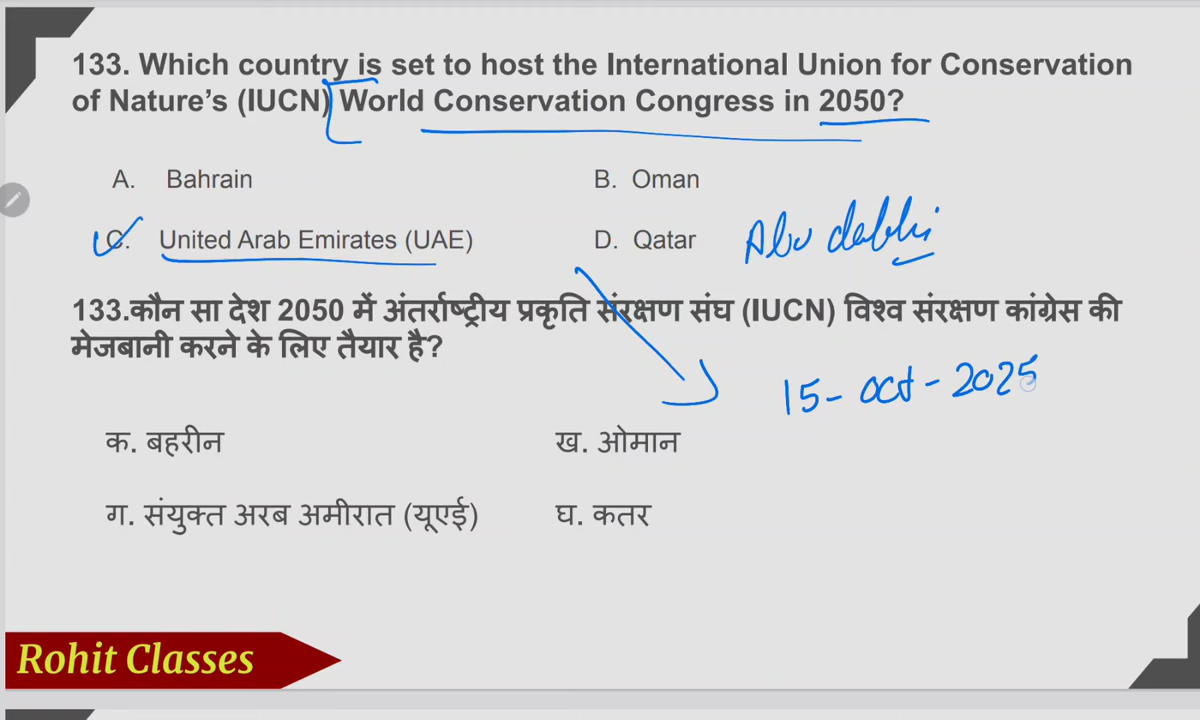 133. Which country is set to host the International Union for Conservation
of Nature’s (IUCN) World Conservation Congress in 2050?
A. Bahrain
B. Oman
C. United Arab Emirates (UAE)
D. Qatar
Abu dabhi
133.कौन सा देश 2050 में अंतर्राष्ट्रीय प्रकृति संरक्षण संघ (IUCN) विश्व संरक्षण कांग्रेस की
मेजबानी करने के लिए तैयार है?
15-oct-2025
क. बहरीन
ख. ओमान
ग. संयुक्त अरब अमीरात (यूएई)
घ. कतर
Rohit Classes